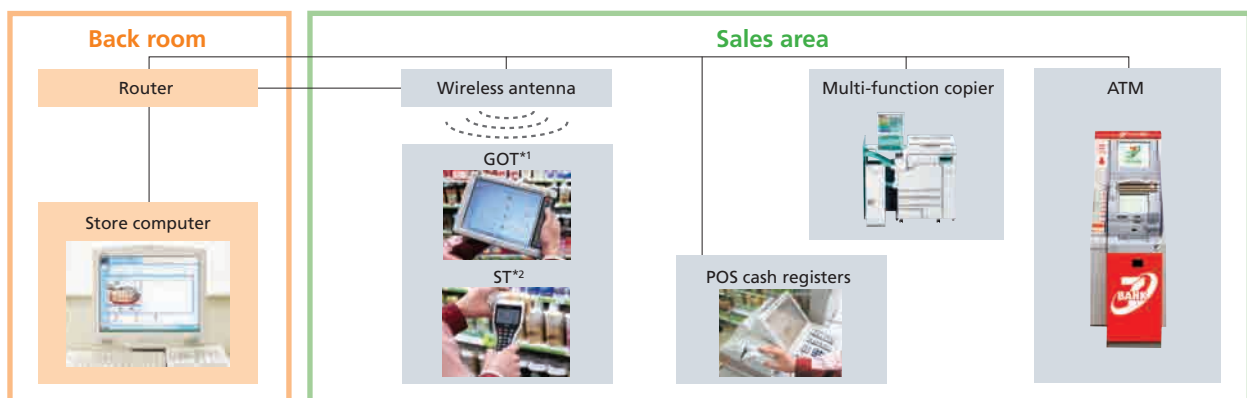 Back room
Sales area
Router
Wireless antenna
Multi-function copier
ATM
GOT*1
Store computer
ST*2
POS cash registers
BANK